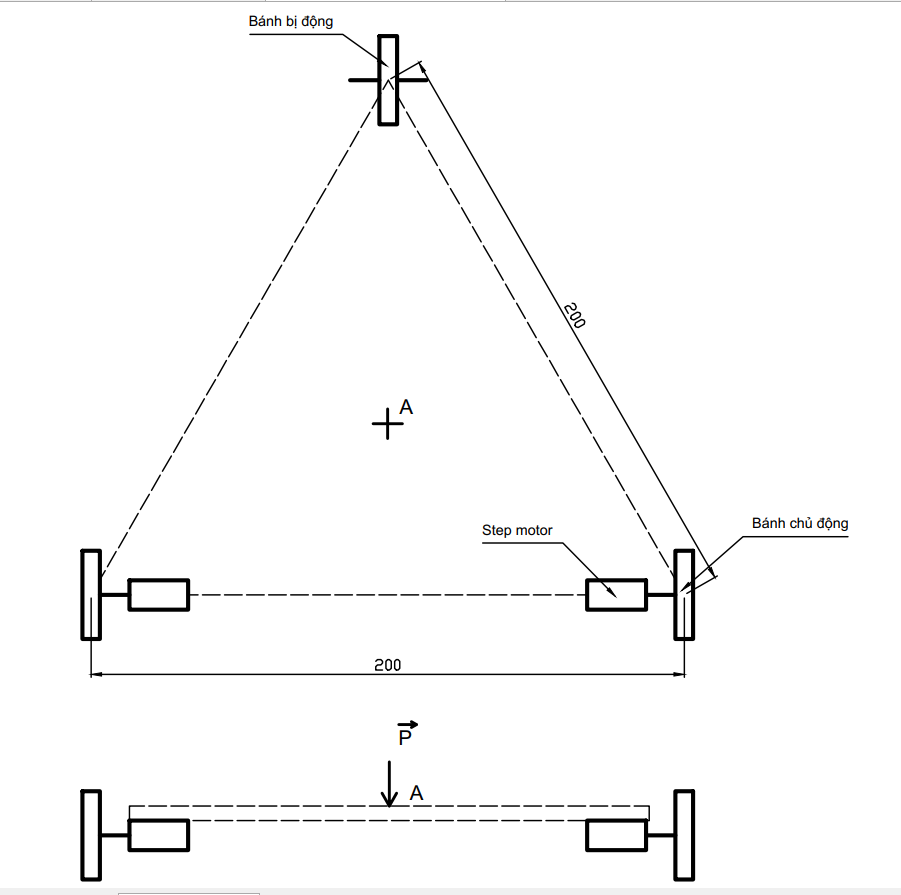 Bánh bị động
200
A
Step motor
Bánh chủ động
200
P
A